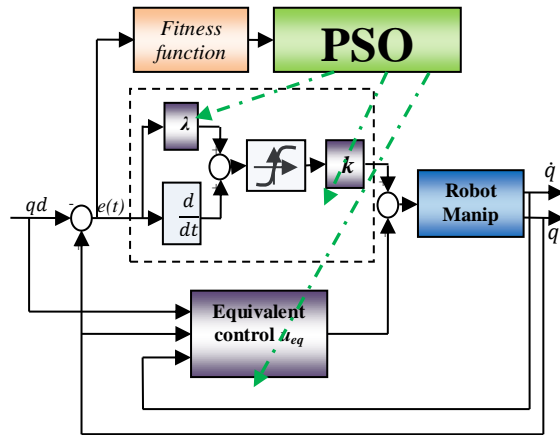 Fitness
function
PSO
λ
k
d
dt
qd
e(t)
Robot
Manip
q̇
q
Equivalent
control u_eq